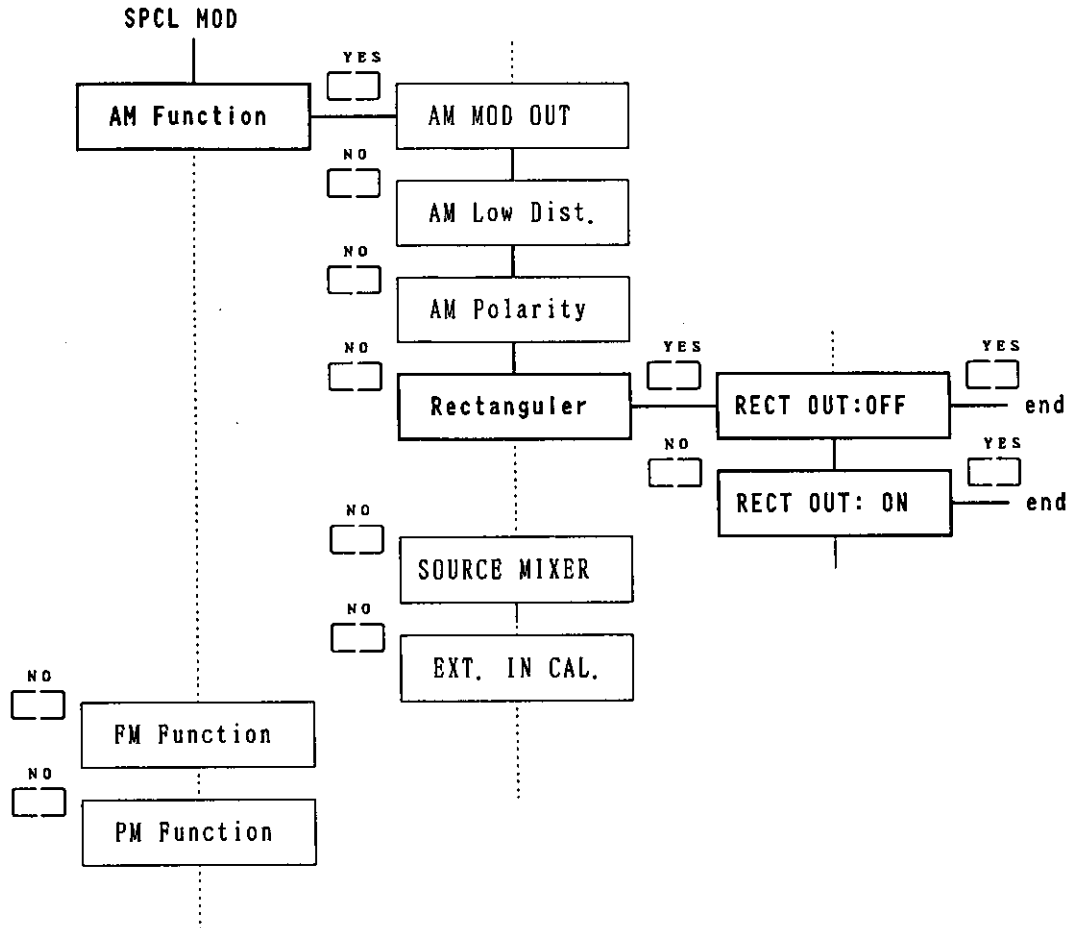 SPCL MOD
YES
AM Function
AM MOD OUT
NO
AM Low Dist.
NO
AM Polarity
NO
YES
YES
Rectanguler
RECT OUT:OFF
end
NO
YES
RECT OUT: ON
end
NO
SOURCE MIXER
NO
EXT. IN CAL.
NO
FM Function
NO
PM Function